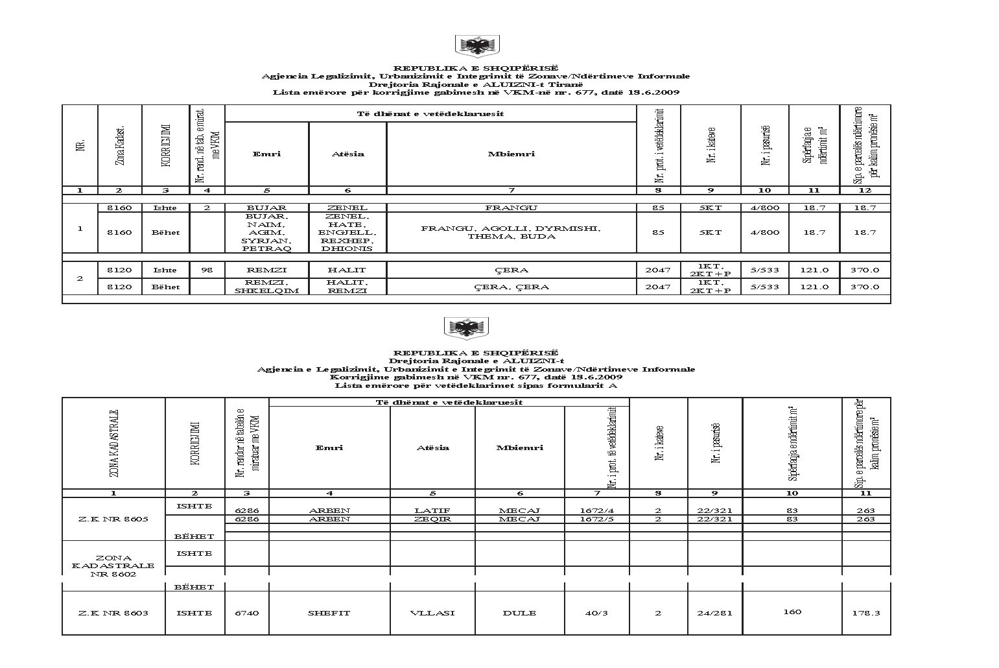 REPUBLIKA E SHQIPËRISË
Agjencia Legalizimit, Urbanizimit e Integrimit të Zonave/Ndërtimeve Informale
Drejtoria Rajonale e ALUIZNI-t Tiranë
Lista emërore për korrigjime gabimesh në VKM-në nr. 677, datë 18.6.2009
NR.
Zona Kadast.
KORRIGJIMI
Nr. rend. në tab. e mirat.
me VKM
Të dhënat e vetëdeklaruesit
Emri
Atësia
Mbiemri
Nr. prot. i vetëdeklarimit
Nr. i kateve
Nr. i pasurisë
Sipërfaqja e
ndërtimit m²
Sip. e parcelës ndërtimore
për kalim pronësie m²
1 2 3 4 5 6 7 8 9 10 11 12
1
8160 Ishte 2 BUJAR ZENEL FRANGU 85 5KT 4/800 18.7 18.7
8160 Bëhet
BUJAR,
NAIM,
AGIM,
SYRJAN,
PETRAQ
ZENEL,
HATE,
ENGJELL,
REXHEP,
DHIONIS
FRANGU, AGOLLI, DYRMISHI,
THEMA, BUDA
85 5KT 4/800 18.7 18.7
2
8120 Ishte 98 REMZI HALIT ÇERA 2047
1KT,
2KT+P
5/533 121.0 370.0
8120 Bëhet
REMZI,
SHKELQIM
HALIT,
REMZI
ÇERA, ÇERA 2047
1KT,
2KT+P
5/533 121.0 370.0
REPUBLIKA E SHQIPËRISË
Drejtoria Rajonale e ALUIZNI-t
Agjencia e Legalizimit, Urbanizimit e Integrimit të Zonave/Ndërtimeve Informale
Korrigjime gabimesh në VKM nr. 677, datë 18.6.2009
Lista emërore për vetëdeklarimet sipas formularit A
ZONA KADASTRALE
KORRIGJIMI
Nr. rendor në tabelën e
miratuar me VKM
Të dhënat e vetëdeklaruesit
Emri
Atësia
Mbiemri
Nr. i prot. të vetëdeklarimit
Nr. i kateve
Nr. i pasurisë
Sipërfaqja e ndërtimit m²
Sip. e parcelës ndërtimore për
kalim pronësie m²
1 2 3 4 5 6 7 8 9 10 11
Z.K NR 8605
ISHTE
6286 ARBEN LATIF MECAJ 1672/4 2 22/321 83 263
6286 ARBEN ZEQIR MECAJ 1672/5 2 22/321 83 263
BËHET
ZONA
KADASTRALE
NR 8602
ISHTE
BËHET
Z.K NR 8603 ISHTE 6740 SHEFIT VLLASI DULE 40/3 2 24/281 160 178.3